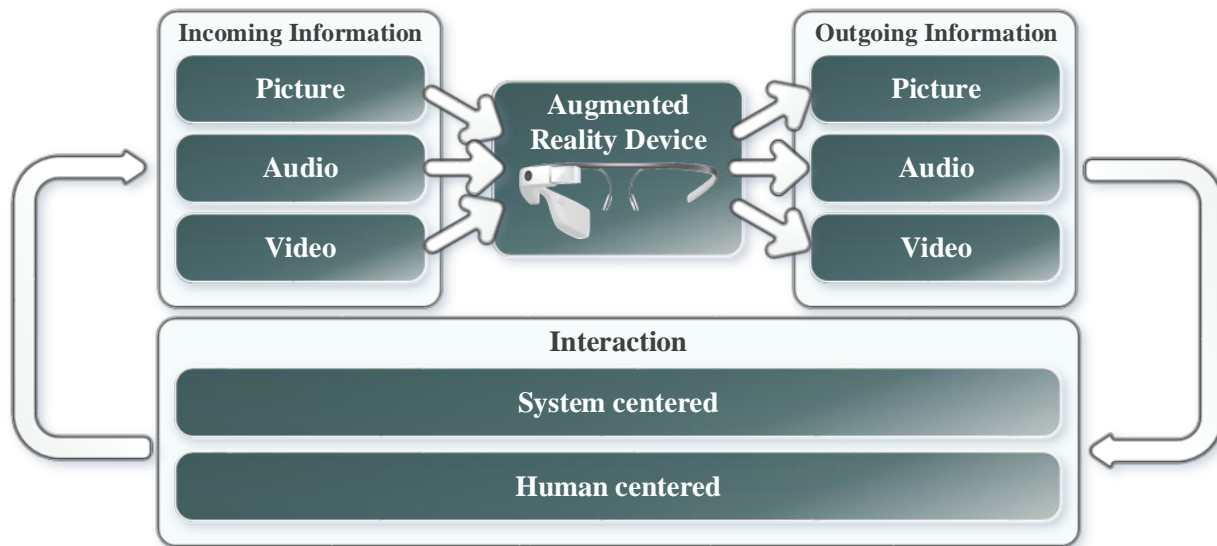 Incoming Information
Picture
Audio
Video
Augmented
Reality Device
Outgoing Information
Picture
Audio
Video
Interaction
System centered
Human centered